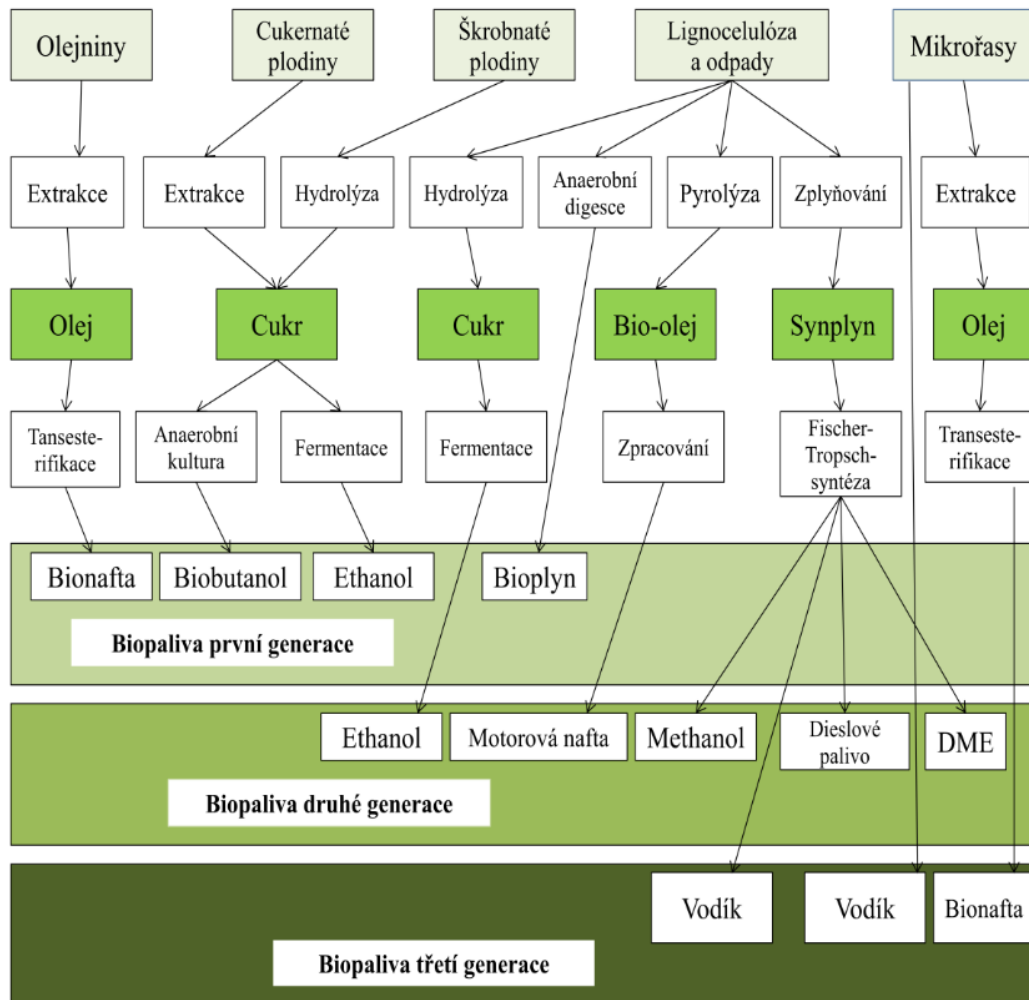 Olejniny
Cukernaté
plodiny
Škrobnaté
plodiny
Lignocelulóza
a odpady
Mikrořasy
Extrakce
Extrakce
Hydrolýza
Hydrolýza
Anaerobní
digesce
Pyrolýza
Zplyňování
Extrakce
Olej
Cukr
Cukr
Bio-olej
Synplyn
Olej
Tanseste-
rifikace
Anaerobní
kultura
Fermentace
Fermentace
Zpracování
Fischer-
Tropsch-
syntéza
Transeste-
rifikace
Bionafta
Biobutanol
Ethanol
Bioplyn
Biopaliva první generace
Ethanol
Motorová nafta
Methanol
Dieslové
palivo
DME
Biopaliva druhé generace
Vodík
Vodík
Bionafta
Biopaliva třetí generace